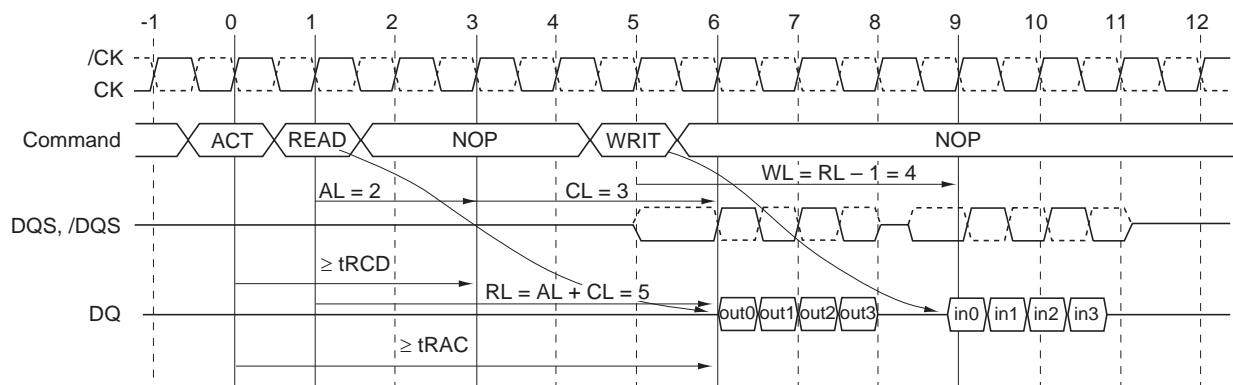 -1 0 1 2 3 4 5 6 7 8 9 10 11 12
/CK
CK
Command ACT READ NOP WRIT NOP
WL = RL – 1 = 4
AL = 2 CL = 3
DQS, /DQS
≥ tRCD
RL = AL + CL = 5
DQ out0 out1 out2 out3 in0 in1 in2 in3
≥ tRAC